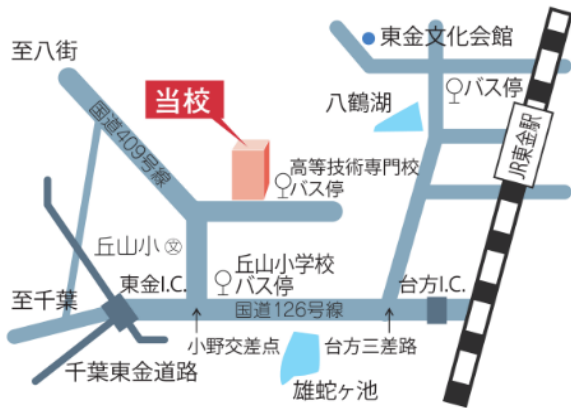 東金文化会館
至八街
バス停
当校
八鶴湖
国道409号線
JR東金駅
高等技術専門校
バス停
丘山小
文
丘山小学校
バス停
東金I.C.
台方I.C.
至千葉
国道126号線
小野交差点
台方三差路
千葉東金道路
雄蛇ヶ池